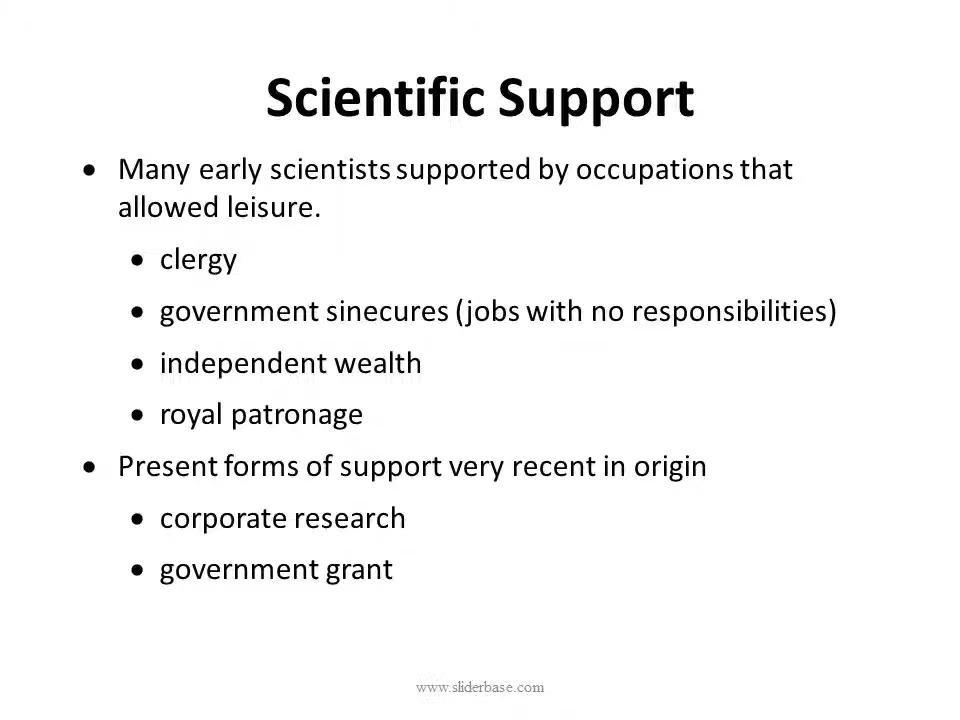 Scientific Support
• Many early scientists supported by occupations that
allowed leisure.
• clergy
• government sinecures (jobs with no responsibilities)
• independent wealth
• royal patronage
• Present forms of support very recent in origin
• corporate research
• government grant
www.sliderbase.com